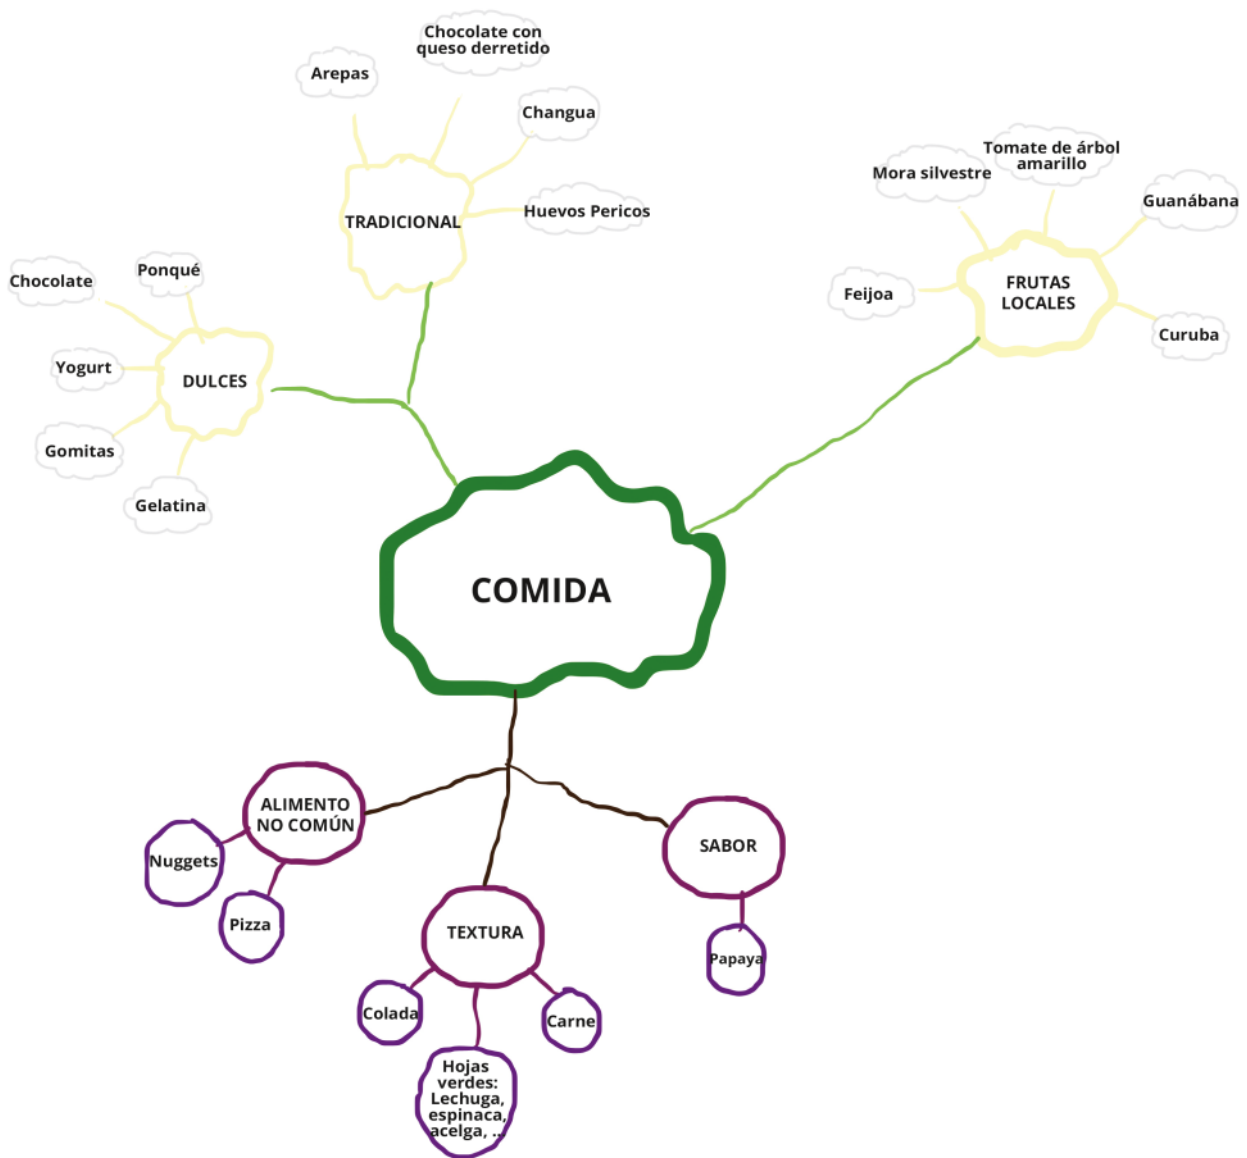 Chocolate con
queso derretido
Arepas
Changua
TRADICIONAL
Huevos Pericos
Tomate de árbol
amarillo
Mora silvestre
Guanábana
FRUTAS
LOCALES
Feijoa
Curuba
Ponqué
Chocolate
Yogurt
DULCES
Gomitas
Gelatina
COMIDA
ALIMENTO
NO COMÚN
Nuggets
Pizza
TEXTURA
Colada
Carne
Hojas
verdes:
Lechuga,
espinaca,
acelga, ...
SABOR
Papaya